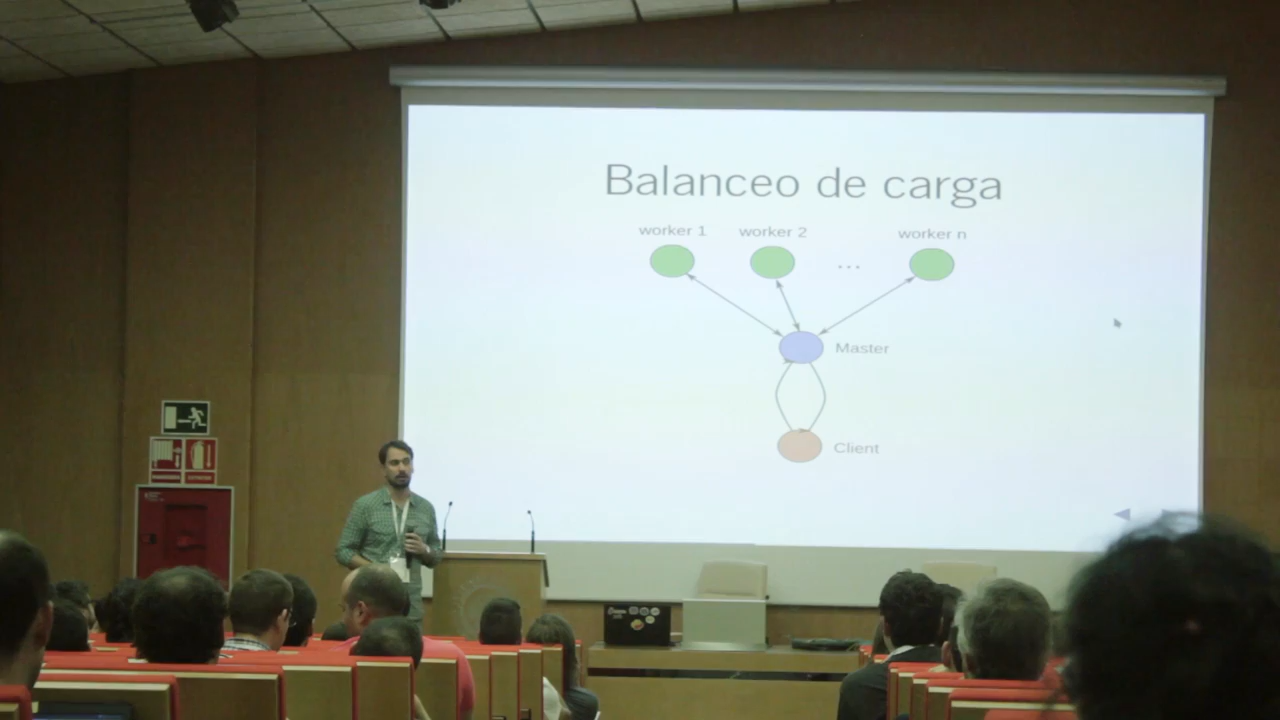 Balanceo de carga
worker 1
worker 2
...
worker n
Master
Client